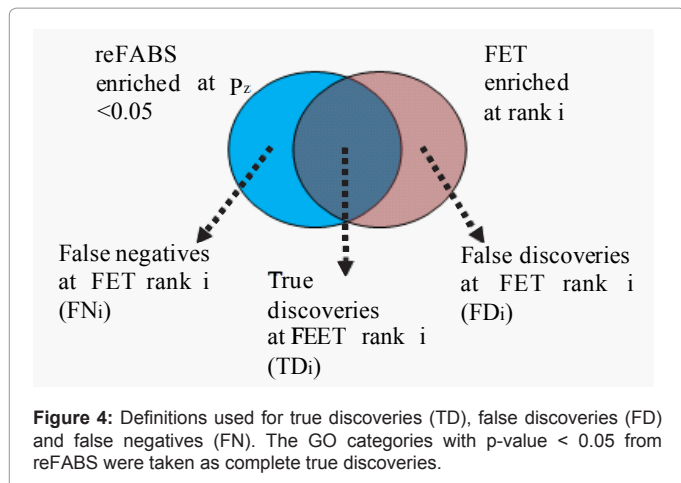 reFABS
enriched at Pz
<0.05
FET
enriched
at rank i
False negatives
at FET rank i
(FNi)
True
discoveries
at FEET rank i
(TDi)
False discoveries
at FET rank i
(FDi)
Figure 4: Definitions used for true discoveries (TD), false discoveries (FD)
and false negatives (FN). The GO categories with p-value < 0.05 from
reFABS were taken as complete true discoveries.